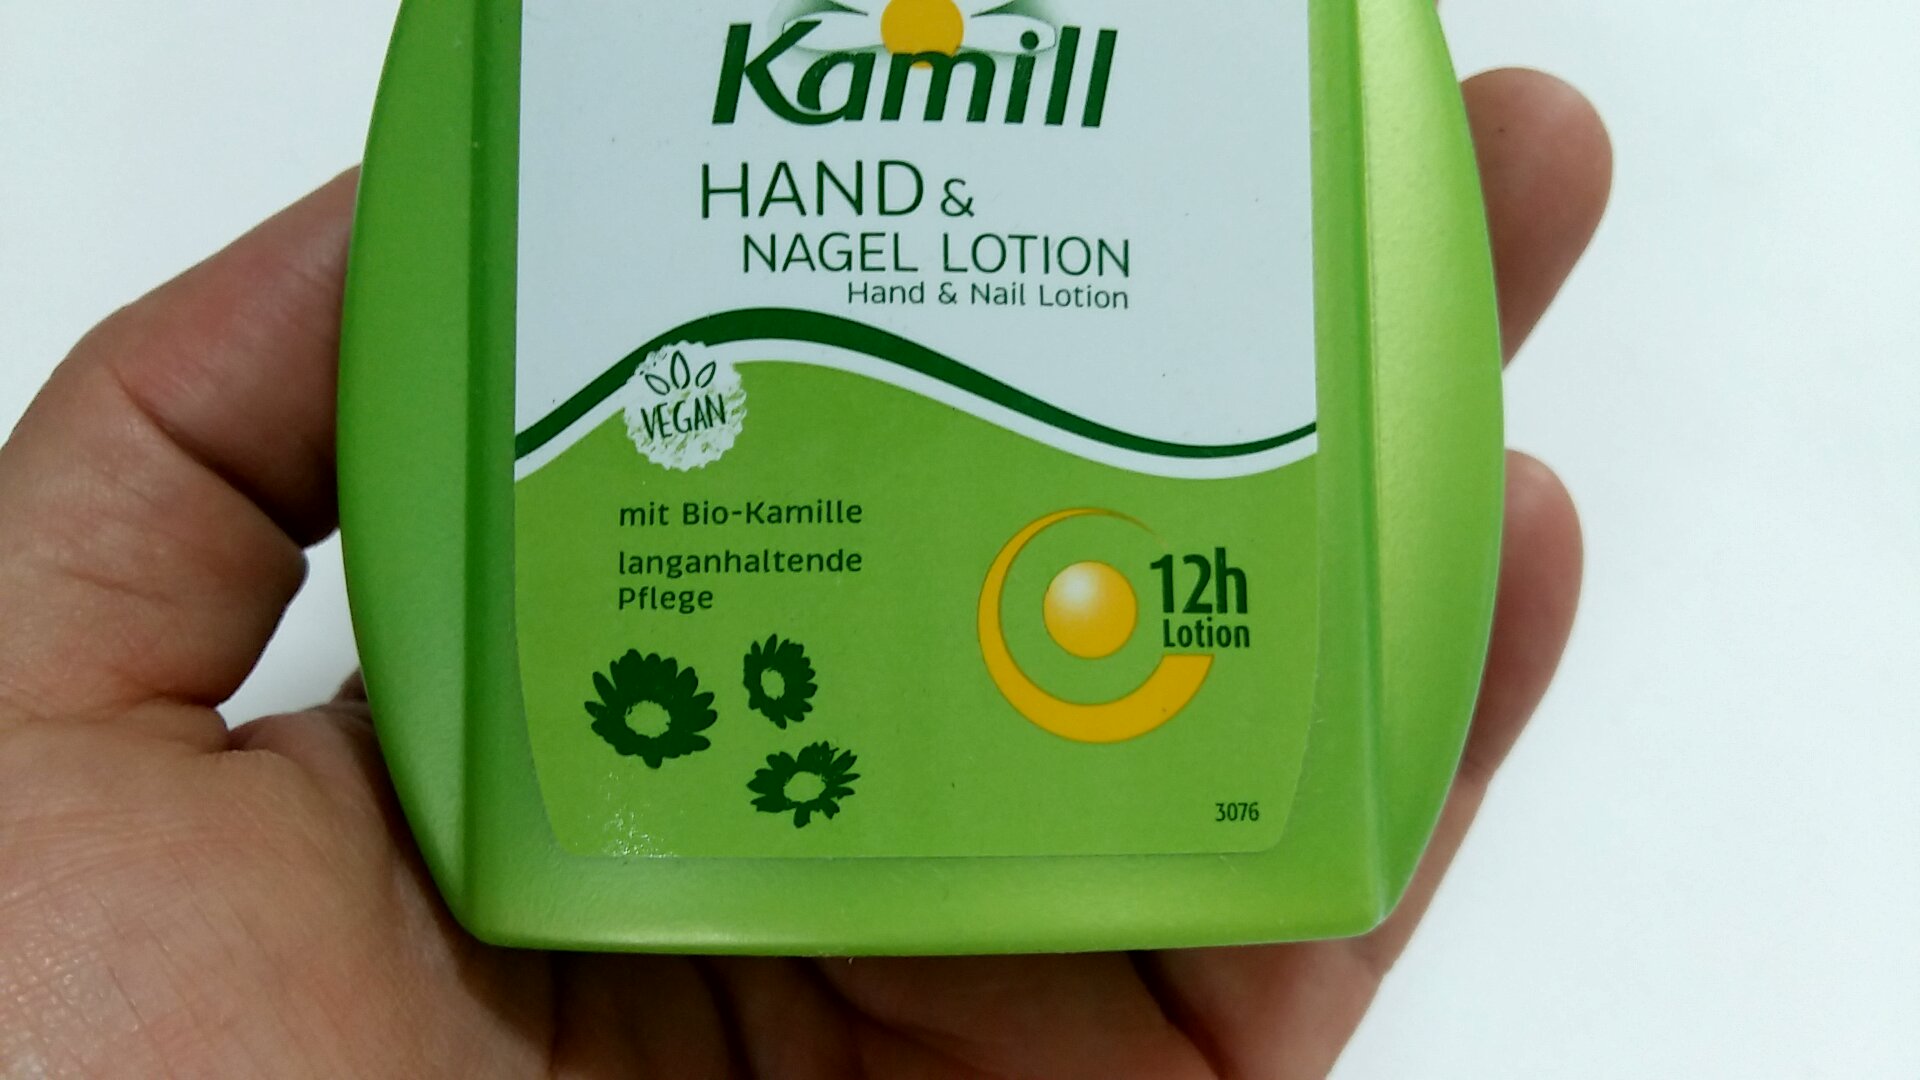 Kamill
HAND &
NAGEL LOTION
Hand & Nail Lotion
VEGAN
mit Bio-Kamille
langanhaltende
Pflege
12h
Lotion
3076